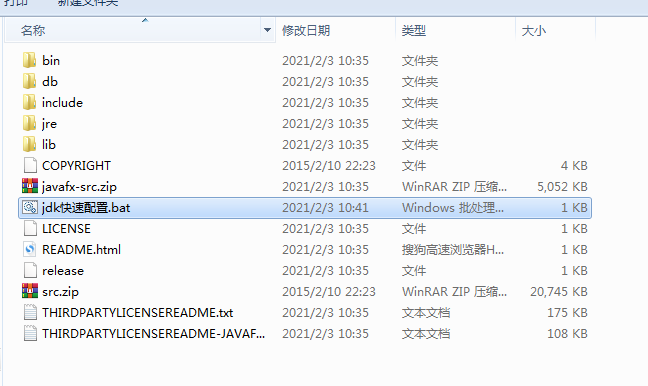 打印 新建文件夹
名称 修改日期 类型 大小
bin 2021/2/3 10:35 文件夹
db 2021/2/3 10:35 文件夹
include 2021/2/3 10:35 文件夹
jre 2021/2/3 10:35 文件夹
lib 2021/2/3 10:35 文件夹
COPYRIGHT 2015/2/10 22:23 文件 4 KB
javafx-src.zip 2021/2/3 10:35 WinRAR ZIP 压缩... 5,052 KB
jdk快速配置.bat 2021/2/3 10:41 Windows 批处理... 1 KB
LICENSE 2021/2/3 10:35 文件 1 KB
README.html 2021/2/3 10:35 搜狗高速浏览器H... 1 KB
release 2021/2/3 10:35 文件 1 KB
src.zip 2015/2/10 22:23 WinRAR ZIP 压缩... 20,745 KB
THIRDPARTYLICENSEREADME.txt 2021/2/3 10:35 文本文档 175 KB
THIRDPARTYLICENSEREADME-JAVAF... 2021/2/3 10:35 文本文档 108 KB